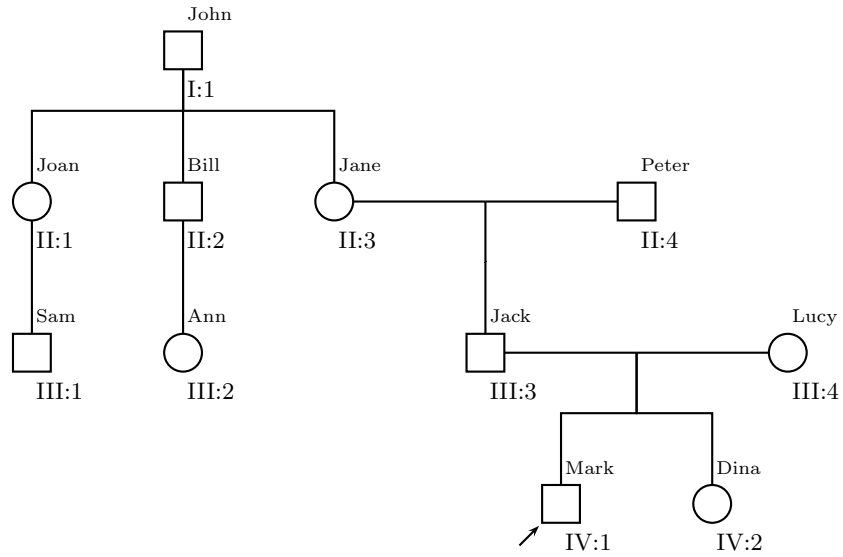 John
I:1
Joan Bill Jane Peter
II:1 II:2 II:3 II:4
Sam Ann Jack Lucy
III:1 III:2 III:3 III:4
Mark Dina
IV:1 IV:2